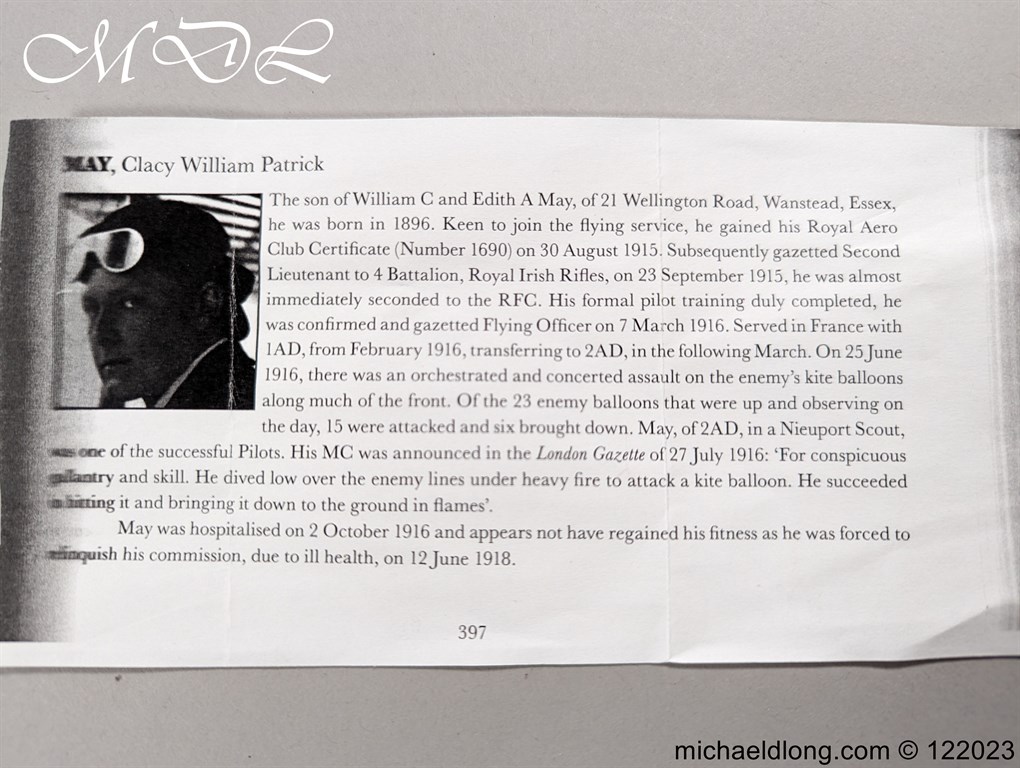 MDL
MAY, Clacy William Patrick
The son of William C and Edith A May, of 21 Wellington Road, Wanstead, Essex,
he was born in 1896. Keen to join the flying service, he gained his Royal Aero
Club Certificate (Number 1690) on 30 August 1915. Subsequently gazetted Second
Lieutenant to 4 Battalion, Royal Irish Rifles, on 23 September 1915, he was almost
immediately seconded to the RFC. His formal pilot training duly completed, he
was confirmed and gazetted Flying Officer on 7 March 1916. Served in France with
1AD, from February 1916, transferring to 2AD, in the following March. On 25 June
1916, there was an orchestrated and concerted assault on the enemy's kite balloons
along much of the front. Of the 23 enemy balloons that were up and observing on
the day, 15 were attacked and six brought down. May, of 2AD, in a Nieuport Scout,
was one of the successful Pilots. His MC was announced in the London Gazette of 27 July 1916: 'For conspicuous
gallantry and skill. He dived low over the enemy lines under heavy fire to attack a kite balloon. He succeeded
in hitting it and bringing it down to the ground in flames'.
May was hospitalised on 2 October 1916 and appears not have regained his fitness as he was forced to
relinquish his commission, due to ill health, on 12 June 1918.
397
michaeldlong.com © 122023